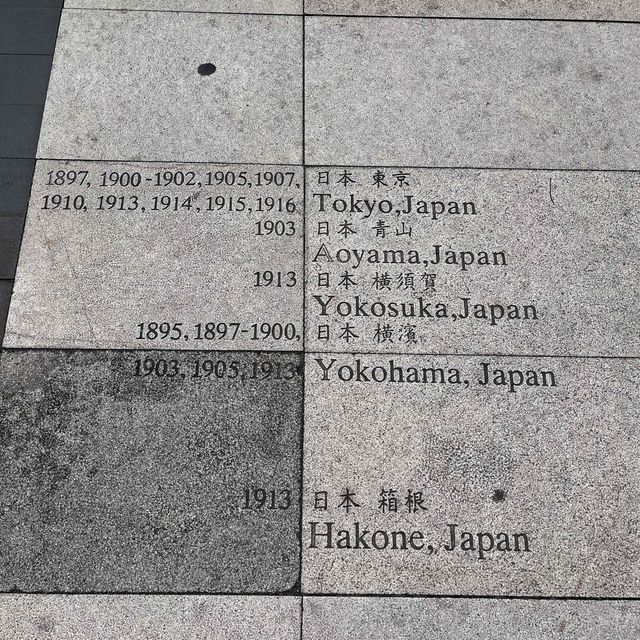 1897, 1900-1902, 1905, 1907, 日本 東京
1910, 1913, 1914, 1915, 1916 Tokyo,Japan
1903 日本 青山
Aoyama,Japan
1913 日本 橫須賀
Yokosuka,Japan
1895, 1897-1900, 日本 橫濱
1903, 1905, 1913 Yokohama, Japan
1913 日本 箱根
Hakone, Japan